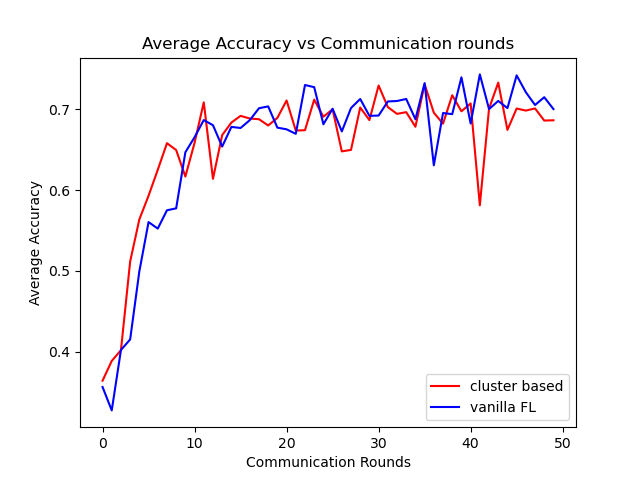 Average Accuracy vs Communication rounds
Average Accuracy
0.7
0.6
0.5
0.4
0 10 20 30 40 50
Communication Rounds
cluster based
vanilla FL